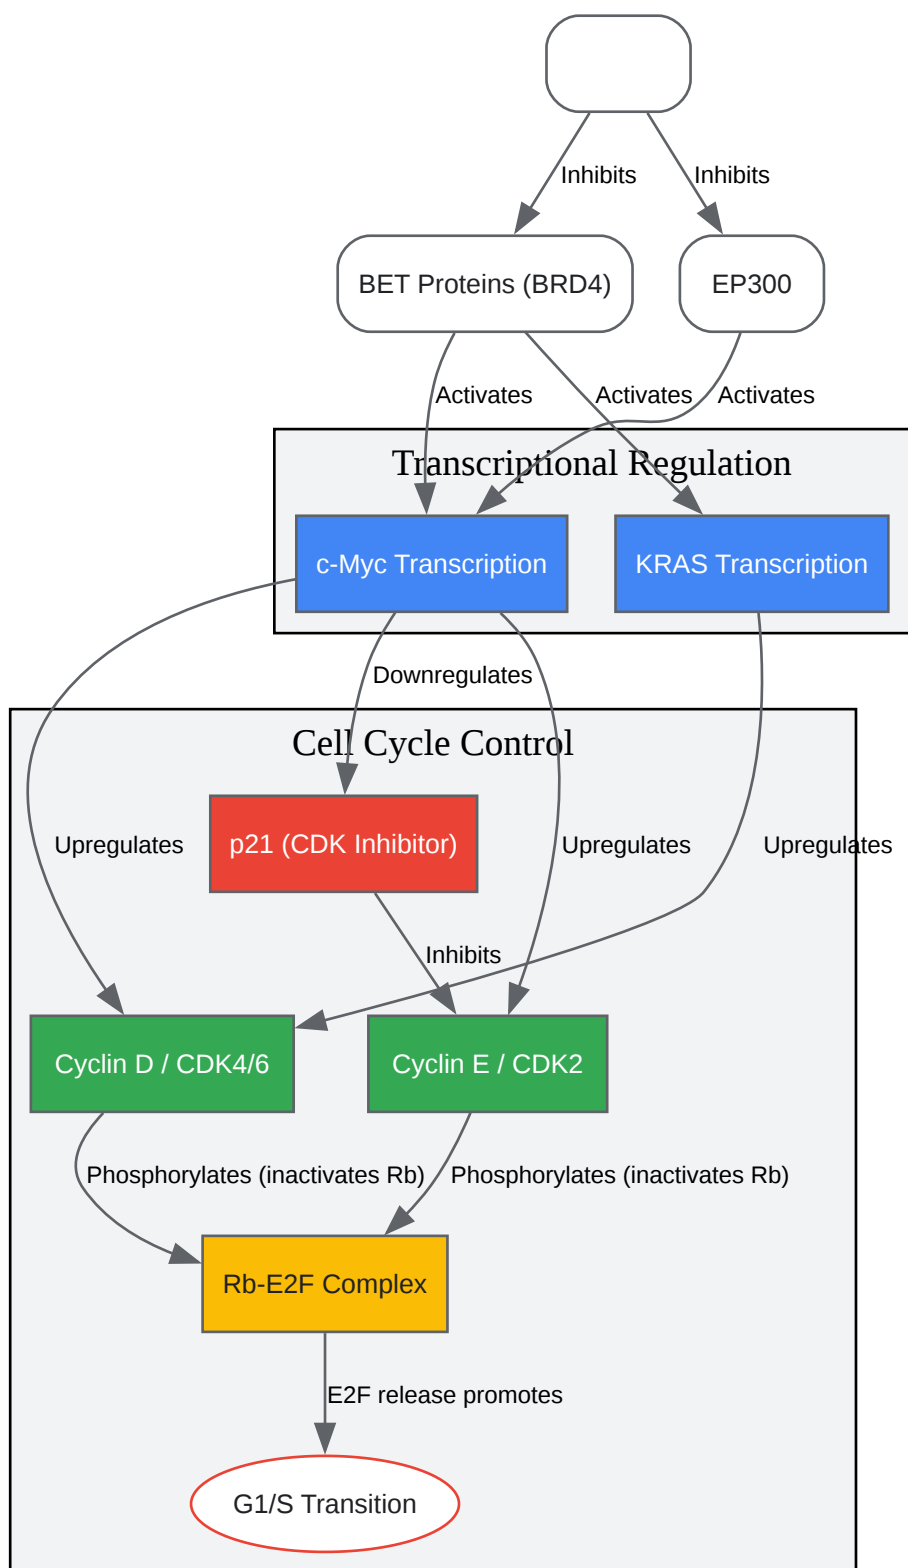 Inhibits
Inhibits
BET Proteins (BRD4)
EP300
Activates
Activates
Activates
Transcriptional Regulation
c-Myc Transcription
KRAS Transcription
Downregulates
Cell Cycle Control
Upregulates
p21 (CDK Inhibitor)
Upregulates
Upregulates
Inhibits
Cyclin D / CDK4/6
Cyclin E / CDK2
Phosphorylates (inactivates Rb)
Phosphorylates (inactivates Rb)
Rb-E2F Complex
E2F release promotes
G1/S Transition